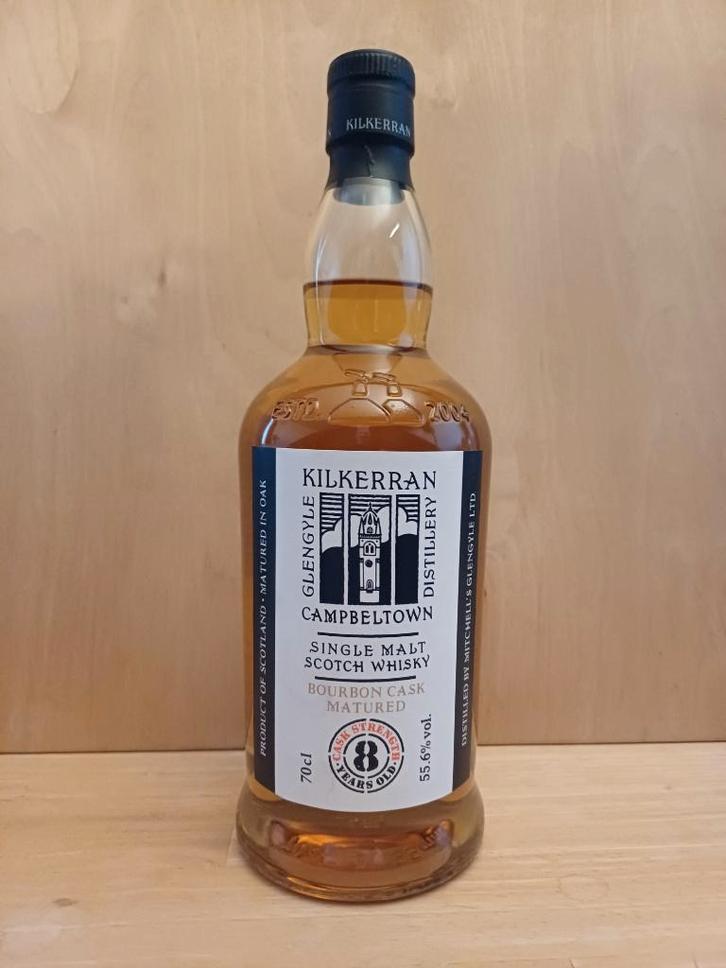 KILKERRAN
ESTD. 2004
PRODUCT OF SCOTLAND • MATURED IN OAK
KILKERRAN
GLENGYLE
DISTILLERY
CAMPBELTOWN
SINGLE MALT
SCOTCH WHISKY
BOURBON CASK
MATURED
70cl
CASK STRENGTH
8
YEARS OLD
55.6% vol.
DISTILLED BY MITCHELL'S GLENGYLE LTD